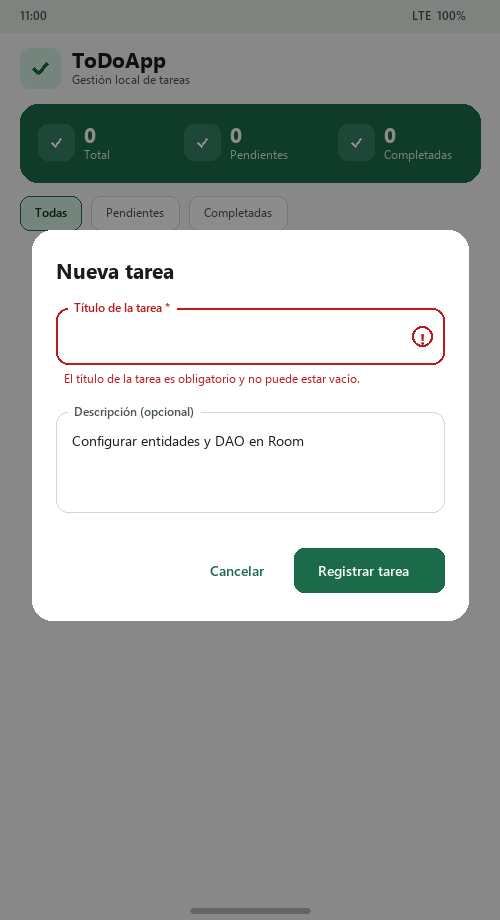 11:00
LTE 100%
ToDoApp
Gestión local de tareas
0
Total
0
Pendientes
0
Completadas
Todas
Pendientes
Completadas
Nueva tarea
Título de la tarea *
El título de la tarea es obligatorio y no puede estar vacío.
Descripción (opcional)
Configurar entidades y DAO en Room
Cancelar
Registrar tarea